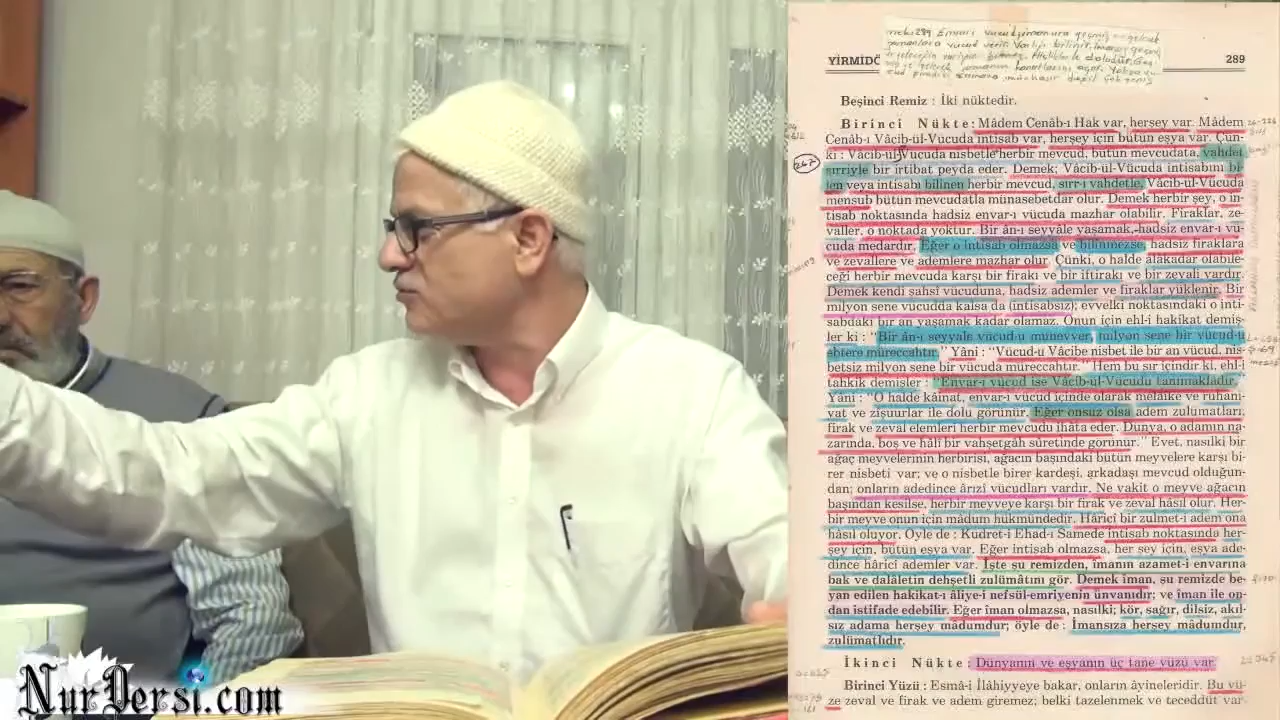 YİRMİDÖ 289
Beşinci Remiz : İki nüktedir.
Birinci Nükte: Mâdem Cenâb-ı Hak var, herşey var. Mâdem
Cenâb-ı Vâcib-ül-Vücuda intisab var, herşey için bütün eşya var. Çün-
ki : Vâcib-ül-Vücuda nisbetle herbir mevcud, bütün mevcudata, vahdet
sırriyle bir irtibat peyda eder. Demek; Vâcib-ül-Vücuda intisabını bi-
len veya intisabı bilinen herbir mevcud, sırr-ı vahdetle, Vâcib-ül-Vücuda
mensub bütün mevcudatla münasebetdar olur. Demek herbir şey, o in-
tisab noktasında hadsiz envar-ı vücuda mazhar olabilir. Firaklar, ze-
valler, o noktada yoktur. Bir ân-ı seyyale yaşamak, hadsiz envar-ı vü-
cuda medardır. Eğer o intisab olmazsa ve bilinmezse, hadsiz firaklara
ve zevallere ve ademlere mazhar olur. Çünki, o halde alâkadar olabile-
ceği herbir mevcuda karşı bir firakı ve bir iftirakı ve bir zevali vardır.
Demek kendi şahsî vücuduna, hadsiz ademler ve firaklar yüklenir. Bir
milyon sene vücudda kalsa da (intisabsız); evvelki noktasındaki o inti-
sabdaki bir an yaşamak kadar olamaz. Onun için ehl-i hakikat demiş-
ler ki : "Bir ân-ı seyyale vücud-u münevver, milyon sene bir vücud-u
ebtere müreccahtır." Yâni : "Vücud-u Vâcibe nisbet ile bir an vücud, nis-
betsiz milyon sene bir vücuda müreccahtır." Hem bu sır içindir ki, ehl-i
tahkik demişler : "Envar-ı vücud ise Vâcib-ül-Vücudu tanımakladır."
Yâni : "O halde kâinat, envar-ı vücud içinde olarak melâike ve ruhani-
yat ve zîşuurlar ile dolu görünür. Eğer onsuz olsa adem zulümatları,
firak ve zeval elemleri herbir mevcudu ihâta eder. Dünya, o adamın na-
zarında, boş ve hâlî bir vahşetgâh sûretinde görünür." Evet, nasılki bir
ağaç meyvelerinin herbirisi, ağacın başındaki bütün meyvelere karşı bi-
rer nisbeti var; ve o nisbetle birer kardeşi, arkadaşı mevcud olduğun-
dan; onların adedince ârızî vücudları vardır. Ne vakit o meyve ağacın
başından kesilse, herbir meyveye karşı bir firak ve zeval hâsıl olur. Her-
bir meyve onun için mâdum hükmündedir. Hâricî bir zulmet-i adem ona
hâsıl oluyor. Öyle de : Kudret-i Ehad-i Samede intisab noktasında her-
şey için, bütün eşya var. Eğer intisab olmazsa, her şey için, eşya ade-
dince hâricî ademler var. İşte şu remizden, îmanın azamet-i envarına
bak ve dalâletin dehşetli zulümâtını gör. Demek îman, şu remizde be-
yan edilen hakikat-ı âliye-i nefsül-emriyenin ünvanıdır; ve îman ile on-
dan istifade edebilir. Eğer îman olmazsa, nasılki; kör, sağır, dilsiz, akıl-
sız adama herşey mâdumdur; öyle de : İmansıza herşey mâdumdur,
zulümatlıdır.
İkinci Nükte: Dünyanın ve eşyanın üç tane yüzü var.
Birinci Yüzü : Esmâ-i İlâhiyyeye bakar, onların âyineleridir. Bu yü-
ze zeval ve firak ve adem giremez; belki tazelenmek ve teceddüt var.
NurDersi.com